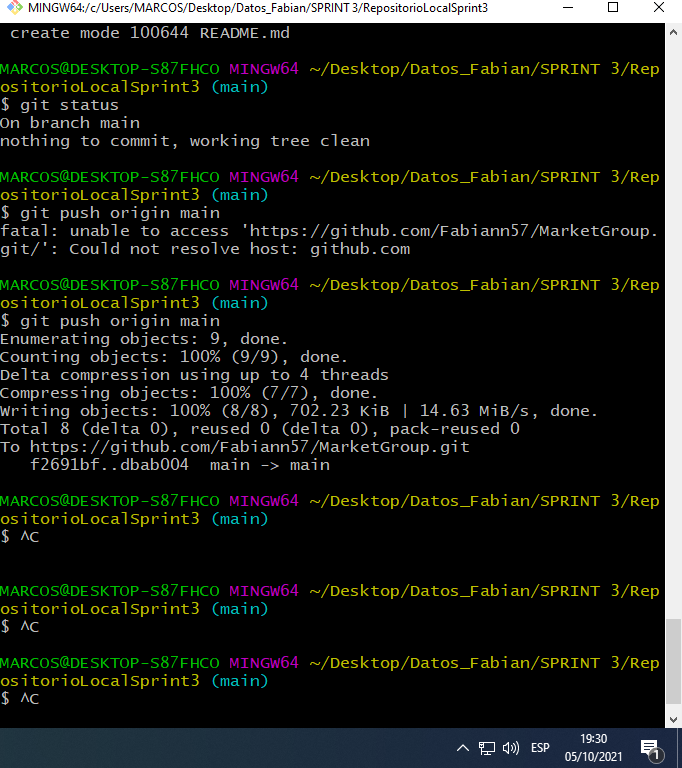 MINGW64:/c/Users/MARCOS/Desktop/Datos_Fabian/SPRINT 3/RepositorioLocalSprint3
create mode 100644 README.md
MARCOS@DESKTOP-S87FHCO MINGW64 ~/Desktop/Datos_Fabian/SPRINT 3/Rep
ositorioLocalSprint3 (main)
$ git status
On branch main
nothing to commit, working tree clean
MARCOS@DESKTOP-S87FHCO MINGW64 ~/Desktop/Datos_Fabian/SPRINT 3/Rep
ositorioLocalSprint3 (main)
$ git push origin main
fatal: unable to access 'https://github.com/Fabiann57/MarketGroup.
git/': Could not resolve host: github.com
MARCOS@DESKTOP-S87FHCO MINGW64 ~/Desktop/Datos_Fabian/SPRINT 3/Rep
ositorioLocalSprint3 (main)
$ git push origin main
Enumerating objects: 9, done.
Counting objects: 100% (9/9), done.
Delta compression using up to 4 threads
Compressing objects: 100% (7/7), done.
Writing objects: 100% (8/8), 702.23 KiB | 14.63 MiB/s, done.
Total 8 (delta 0), reused 0 (delta 0), pack-reused 0
To https://github.com/Fabiann57/MarketGroup.git
f2691bf..dbab004  main -> main
MARCOS@DESKTOP-S87FHCO MINGW64 ~/Desktop/Datos_Fabian/SPRINT 3/Rep
ositorioLocalSprint3 (main)
$ ^C
MARCOS@DESKTOP-S87FHCO MINGW64 ~/Desktop/Datos_Fabian/SPRINT 3/Rep
ositorioLocalSprint3 (main)
$ ^C
MARCOS@DESKTOP-S87FHCO MINGW64 ~/Desktop/Datos_Fabian/SPRINT 3/Rep
ositorioLocalSprint3 (main)
$ ^C
ESP
19:30
05/10/2021
1